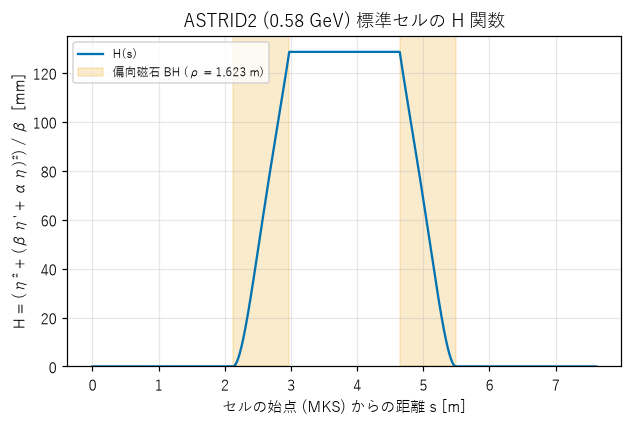 ASTRID2 (0.58 GeV) 標準セルの H 関数
H = (η² + (β η' + α η)²) / β [mm]
H(s)
偏向磁石 BH (ρ = 1.623 m)
120
100
80
60
40
20
0
0 1 2 3 4 5 6 7
セルの始点 (MKS) からの距離 s [m]